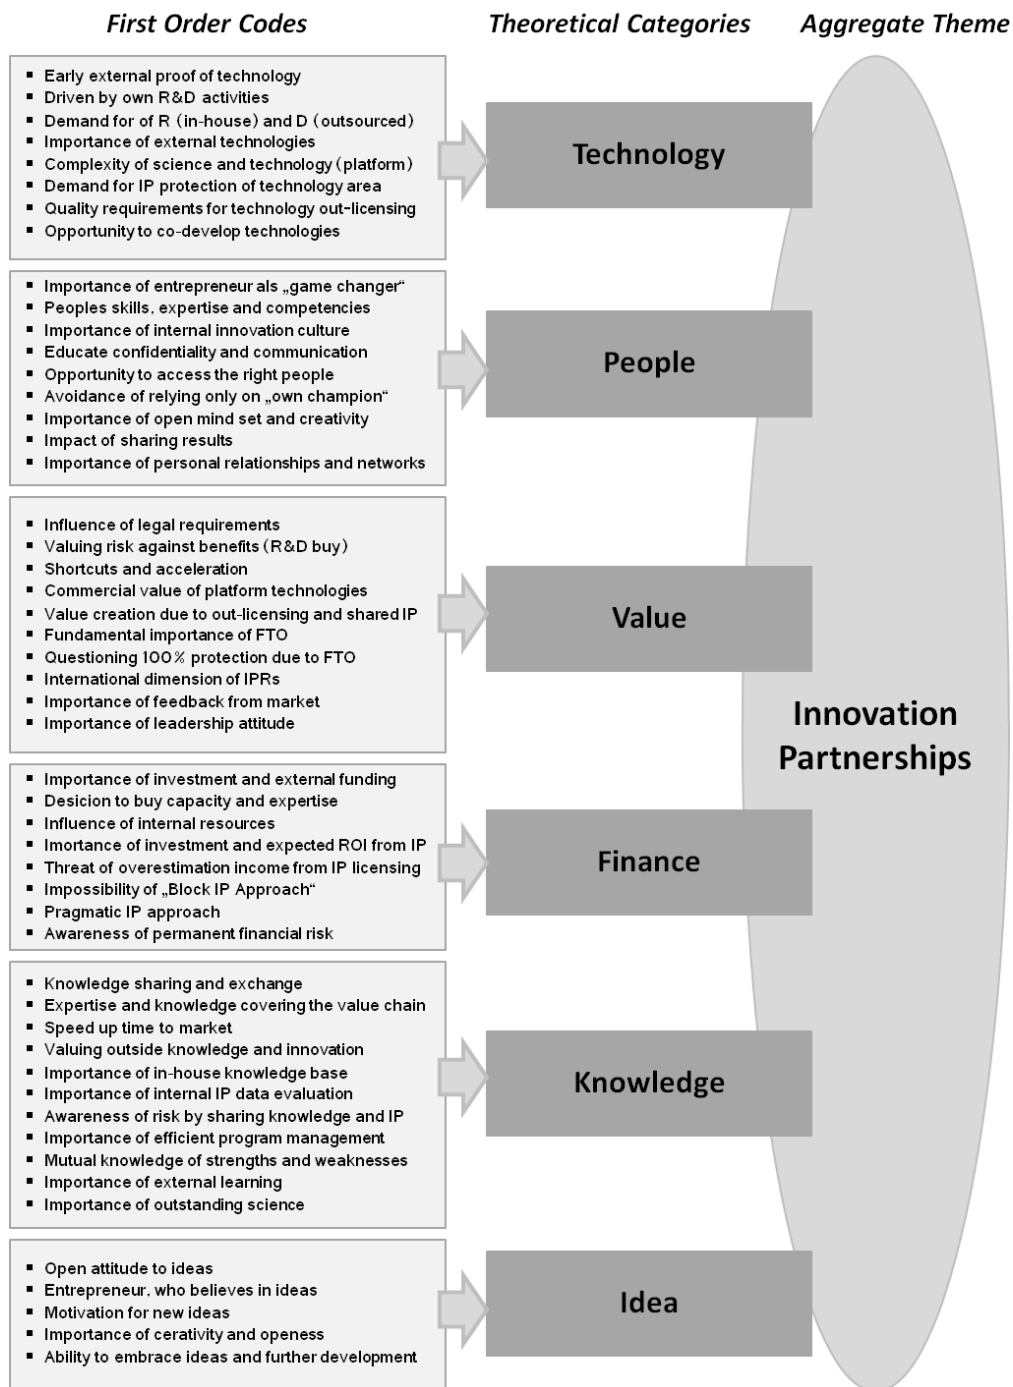 First Order Codes
Theoretical Categories
Aggregate Theme
▪ Early external proof of technology
▪ Driven by own R&D activities
▪ Demand for of R (in-house) and D (outsourced)
▪ Importance of external technologies
▪ Complexity of science and technology (platform)
▪ Demand for IP protection of technology area
▪ Quality requirements for technology out-licensing
▪ Opportunity to co-develop technologies
Technology
▪ Importance of entrepreneur als „game changer“
▪ Peoples skills, expertise and competencies
▪ Importance of internal innovation culture
▪ Educate confidentiality and communication
▪ Opportunity to access the right people
▪ Avoidance of relying only on „own champion“
▪ Importance of open mind set and creativity
▪ Impact of sharing results
▪ Importance of personal relationships and networks
People
▪ Influence of legal requirements
▪ Valuing risk against benefits (R&D buy)
▪ Shortcuts and acceleration
▪ Commercial value of platform technologies
▪ Value creation due to out-licensing and shared IP
▪ Fundamental importance of FTO
▪ Questioning 100% protection due to FTO
▪ International dimension of IPRs
▪ Importance of feedback from market
▪ Importance of leadership attitude
Value
Innovation
Partnerships
▪ Importance of investment and external funding
▪ Desicion to buy capacity and expertise
▪ Influence of internal resources
▪ Imortance of investment and expected ROI from IP
▪ Threat of overestimation income from IP licensing
▪ Impossibility of „Block IP Approach“
▪ Pragmatic IP approach
▪ Awareness of permanent financial risk
Finance
▪ Knowledge sharing and exchange
▪ Expertise and knowledge covering the value chain
▪ Speed up time to market
▪ Valuing outside knowledge and innovation
▪ Importance of in-house knowledge base
▪ Importance of internal IP data evaluation
▪ Awareness of risk by sharing knowledge and IP
▪ Importance of efficient program management
▪ Mutual knowledge of strengths and weaknesses
▪ Importance of external learning
▪ Importance of outstanding science
Knowledge
▪ Open attitude to ideas
▪ Entrepreneur, who believes in ideas
▪ Motivation for new ideas
▪ Importance of cerativity and openess
▪ Ability to embrace ideas and further development
Idea